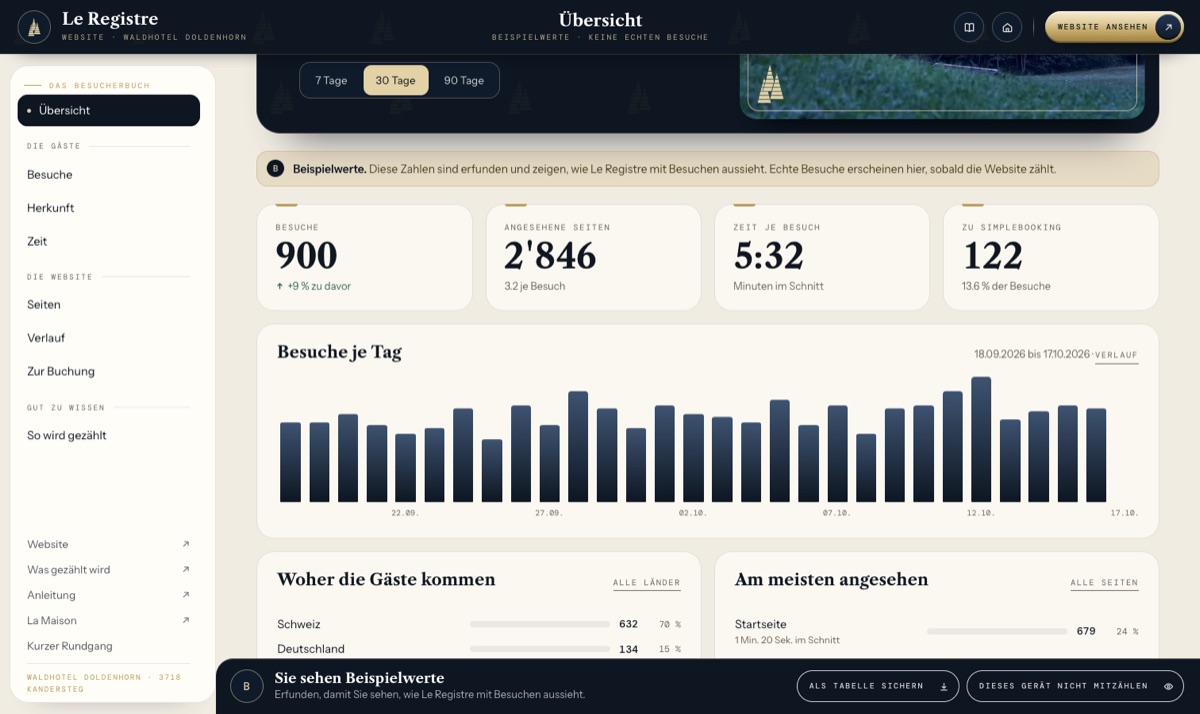 Le Registre
WEBSITE · WALDHOTEL DOLDENHORN
Übersicht
BEISPIELWERTE · KEINE ECHTEN BESUCHE
WEBSITE ANSEHEN
DAS BESUCHERBUCH
Übersicht
DIE GÄSTE
Besuche
Herkunft
Zeit
DIE WEBSITE
Seiten
Verlauf
Zur Buchung
GUT ZU WISSEN
So wird gezählt
Website
Was gezählt wird
Anleitung
La Maison
Kurzer Rundgang
WALDHOTEL DOLDENHORN · 3718
KANDERSTEG
7 Tage 30 Tage 90 Tage
B Beispielwerte. Diese Zahlen sind erfunden und zeigen, wie Le Registre mit Besuchen aussieht. Echte Besuche erscheinen hier, sobald die Website zählt.
BESUCHE
900
↑ +9 % zu davor
ANGESEHENE SEITEN
2'846
3.2 je Besuch
ZEIT JE BESUCH
5:32
Minuten im Schnitt
ZU SIMPLEBOOKING
122
13.6 % der Besuche
Besuche je Tag
18.09.2026 bis 17.10.2026 · VERLAUF
22.09. 27.09. 02.10. 07.10. 12.10. 17.10.
Woher die Gäste kommen
ALLE LÄNDER
Schweiz 632 70 %
Deutschland 134 15 %
Am meisten angesehen
ALLE SEITEN
Startseite 679 24 %
1 Min. 20 Sek. im Schnitt
B
Sie sehen Beispielwerte
Erfunden, damit Sie sehen, wie Le Registre mit Besuchen aussieht.
ALS TABELLE SICHERN
DIESES GERÄT NICHT MITZÄHLEN